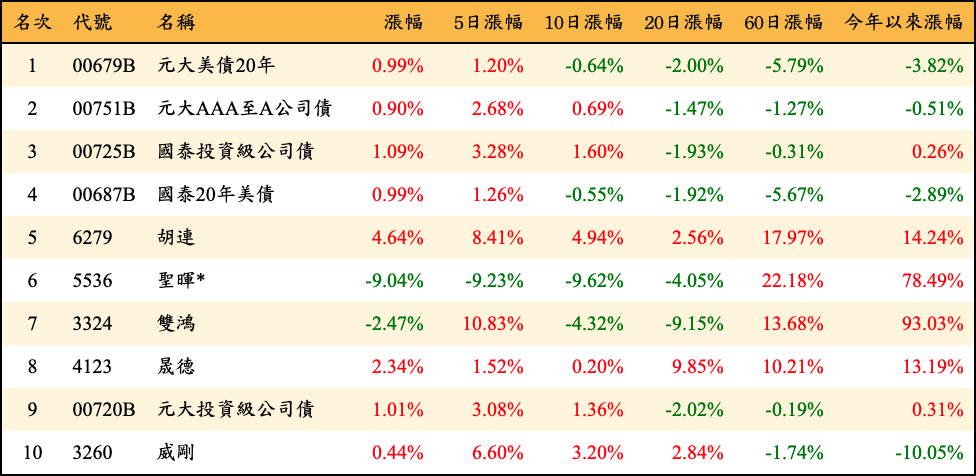 名次 代號 名稱 漲幅 5日漲幅 10日漲幅 20日漲幅 60日漲幅 今年以來漲幅
1 00679B 元大美債20年 0.99% 1.20% -0.64% -2.00% -5.79% -3.82%
2 00751B 元大AAA至A公司債 0.90% 2.68% 0.69% -1.47% -1.27% -0.51%
3 00725B 國泰投資級公司債 1.09% 3.28% 1.60% -1.93% -0.31% 0.26%
4 00687B 國泰20年美債 0.99% 1.26% -0.55% -1.92% -5.67% -2.89%
5 6279 胡連 4.64% 8.41% 4.94% 2.56% 17.97% 14.24%
6 5536 聖暉* -9.04% -9.23% -9.62% -4.05% 22.18% 78.49%
7 3324 雙鴻 -2.47% 10.83% -4.32% -9.15% 13.68% 93.03%
8 4123 晟德 2.34% 1.52% 0.20% 9.85% 10.21% 13.19%
9 00720B 元大投資級公司債 1.01% 3.08% 1.36% -2.02% -0.19% 0.31%
10 3260 威剛 0.44% 6.60% 3.20% 2.84% -1.74% -10.05%